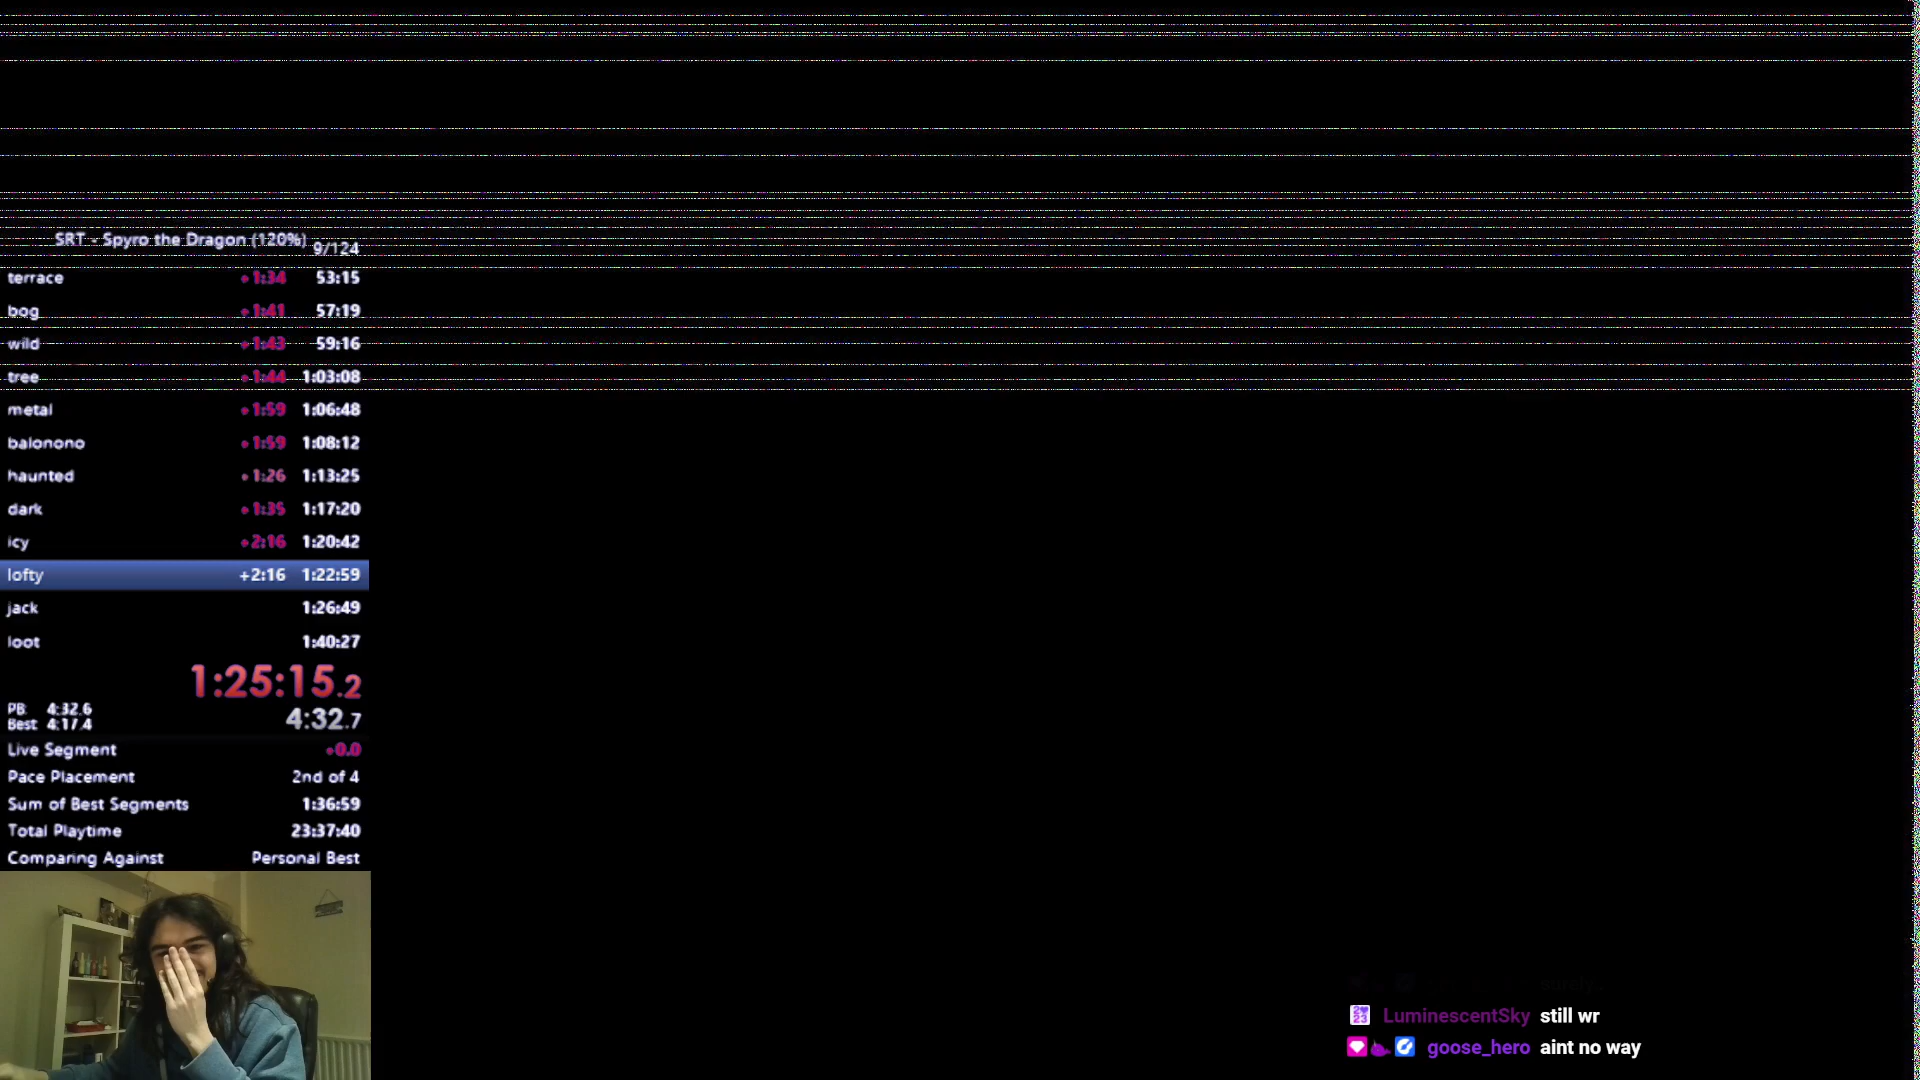 SRT - Spyro the Dragon (120%)
9/124
terrace +1:34 53:15
bog +1:41 57:19
wild +1:43 59:16
tree +1:44 1:03:08
metal +1:59 1:06:48
balonono +1:59 1:08:12
haunted +1:26 1:13:25
dark +1:35 1:17:20
icy +2:16 1:20:42
lofty +2:16 1:22:59
jack 1:26:49
loot 1:40:27
1:25:15.2
PB: 4:32.6
Best: 4:17.4
4:32.7
Live Segment +0.0
Pace Placement 2nd of 4
Sum of Best Segments 1:36:59
Total Playtime 23:37:40
Comparing Against Personal Best
LuminescentSky still wr
goose_hero aint no way